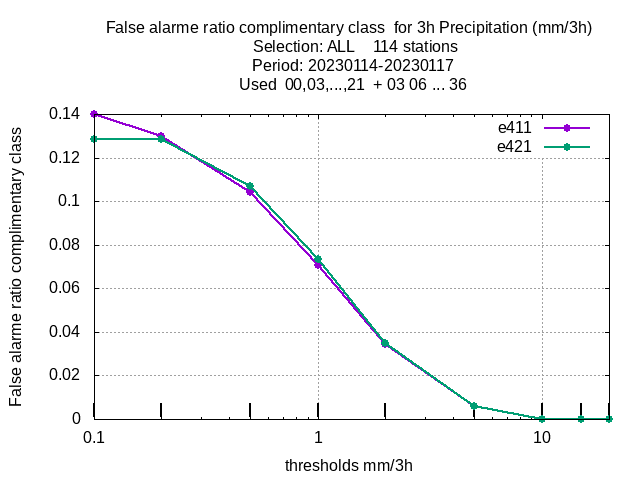 False alarme ratio complimentary class  for 3h Precipitation (mm/3h)
Selection: ALL    114 stations
Period: 20230114-20230117
Used  00,03,...,21  + 03 06 ... 36
False alarme ratio complimentary class
0.14
0.12
0.1
0.08
0.06
0.04
0.02
0
e411
e421
0.1
1
10
thresholds mm/3h